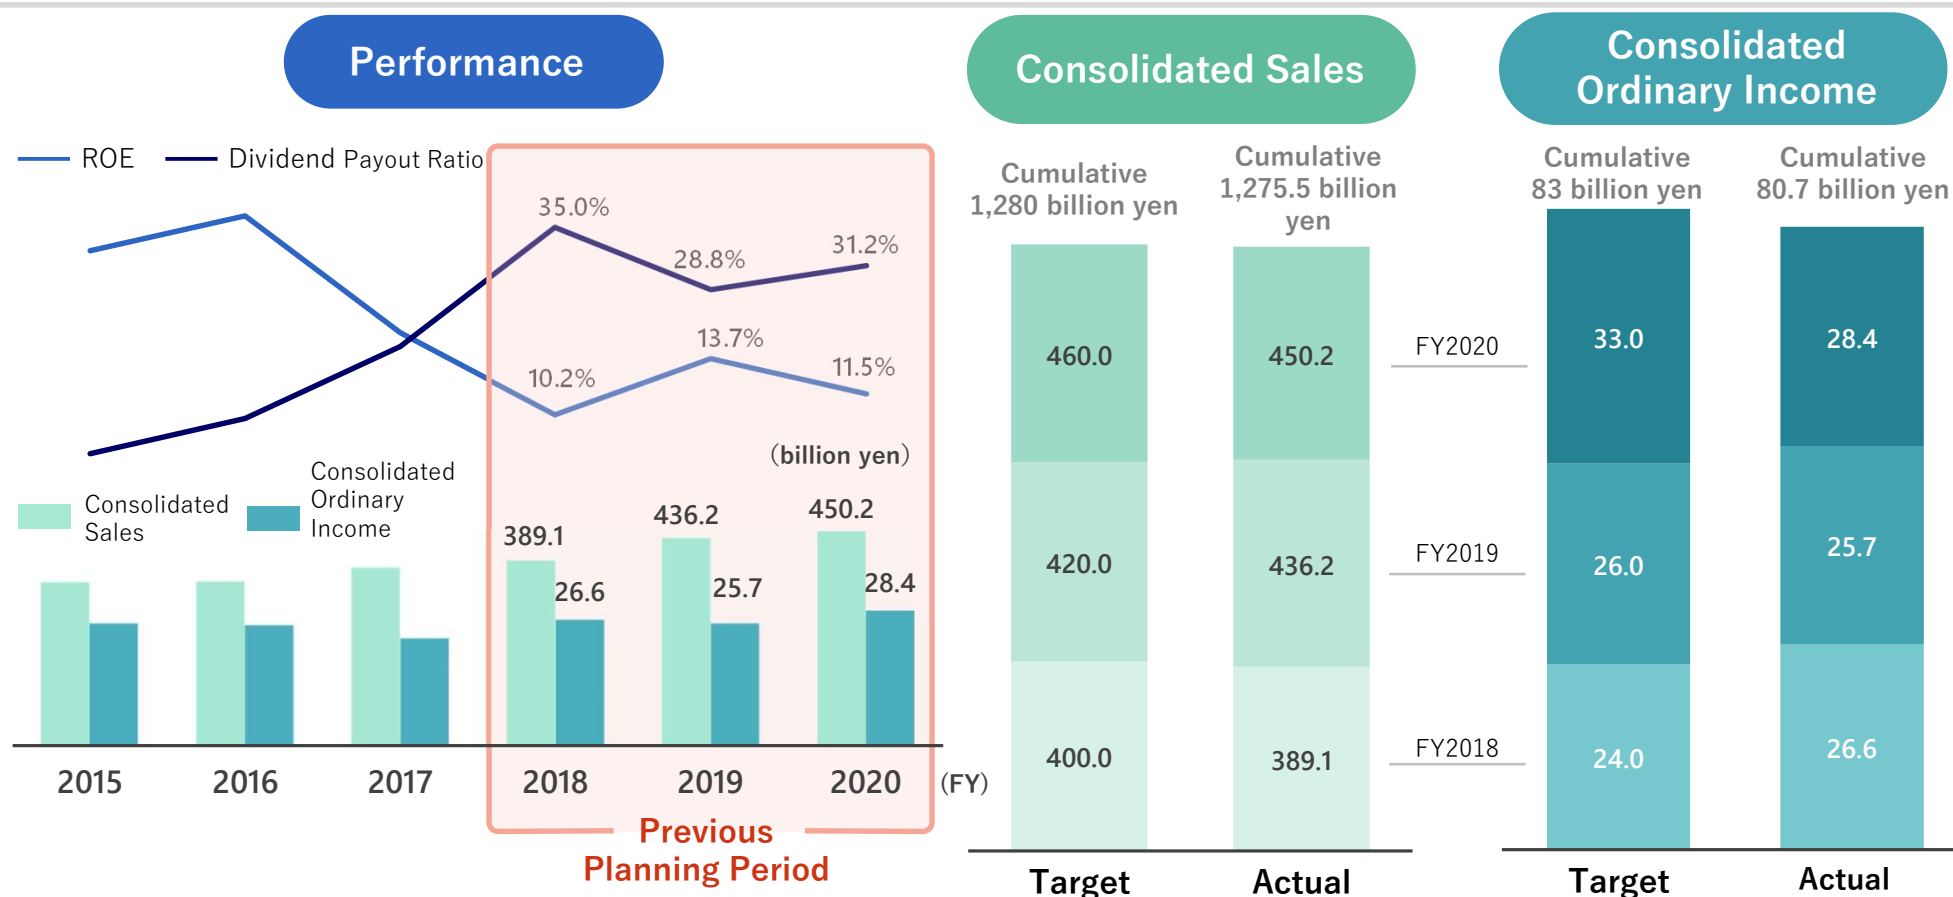 Performance
ROE
Dividend Payout Ratio
35.0%
28.8%
31.2%
10.2%
13.7%
11.5%
(billion yen)
Consolidated
Sales
Consolidated
Ordinary
Income
389.1
26.6
436.2
25.7
450.2
28.4
2015
2016
2017
2018
2019
2020
(FY)
Previous
Planning Period
Consolidated Sales
Cumulative
1,280 billion yen
Cumulative
1,275.5 billion
yen
460.0
450.2
420.0
436.2
400.0
389.1
Target
Actual
FY2020
FY2019
FY2018
Consolidated
Ordinary Income
Cumulative
83 billion yen
Cumulative
80.7 billion yen
33.0
28.4
26.0
25.7
24.0
26.6
Target
Actual